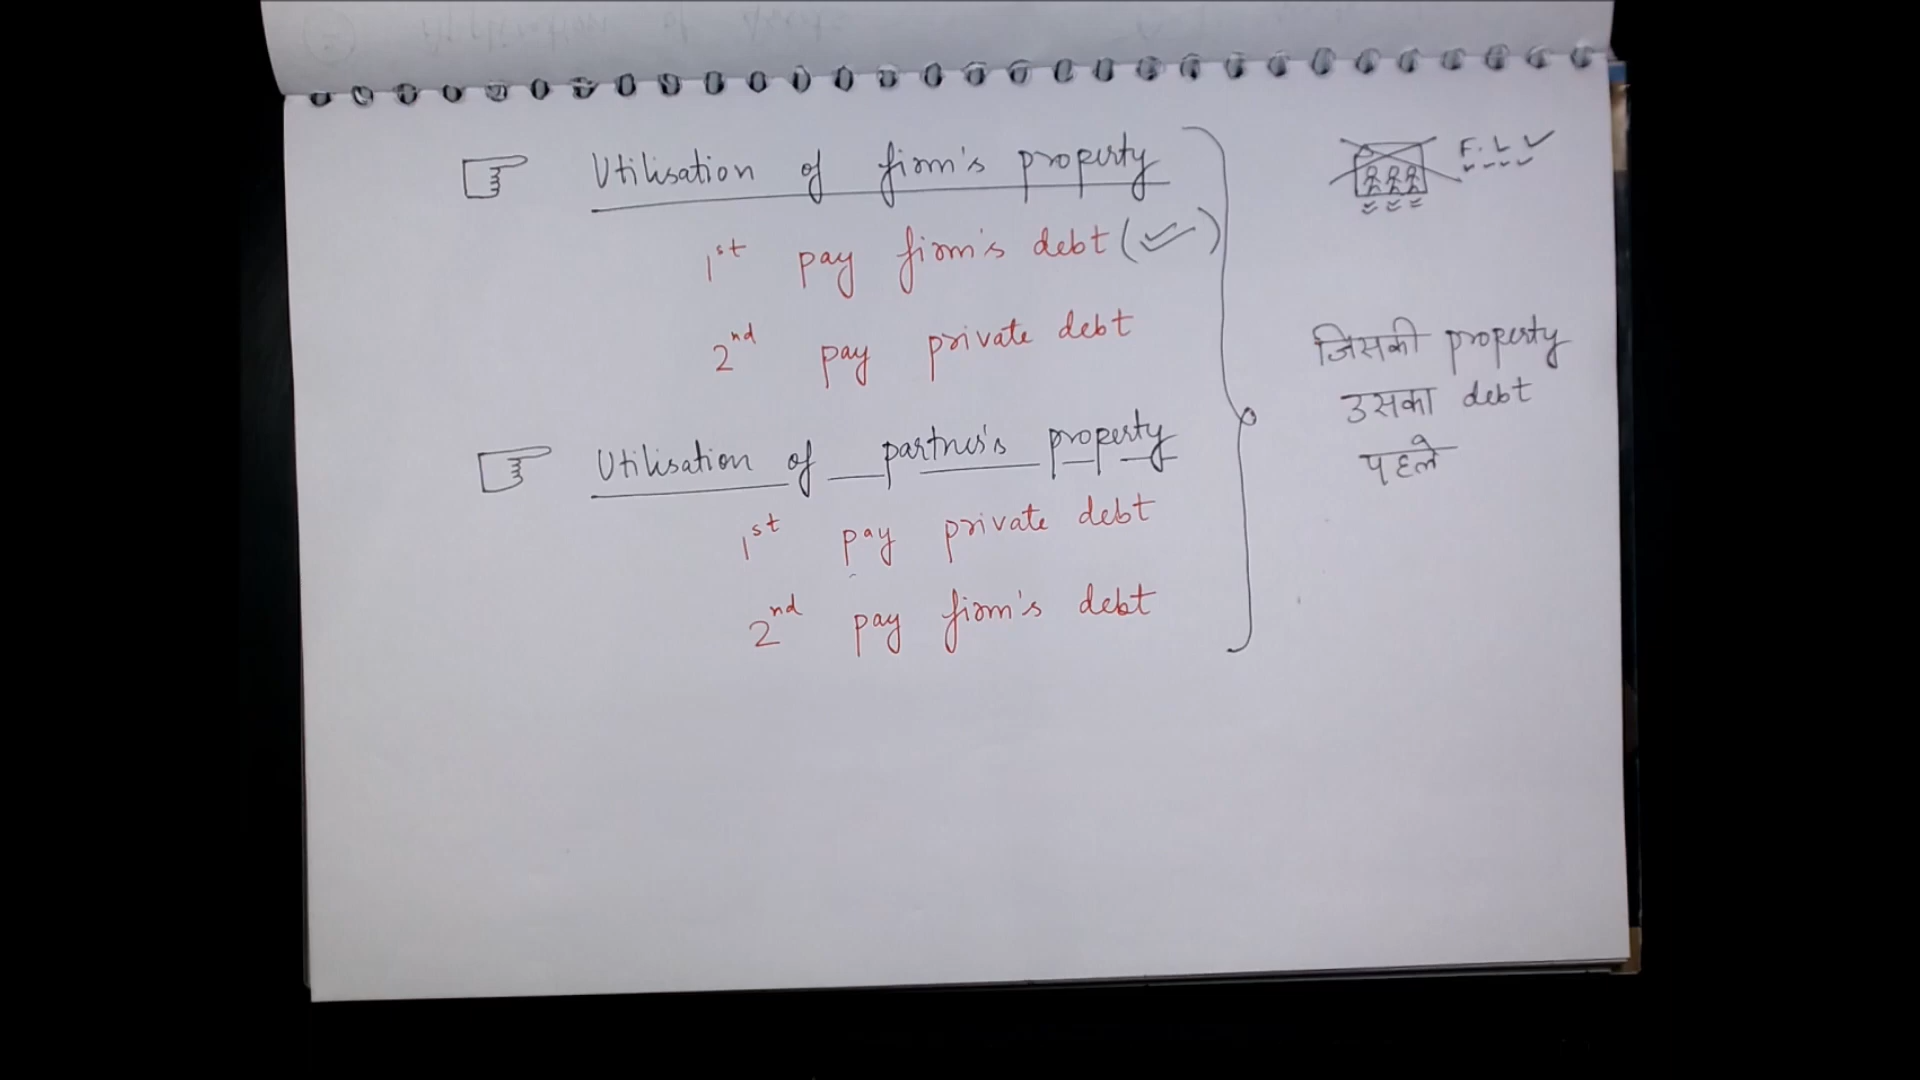 Utilisation of firm's property
1st pay firm's debt (✓)
2nd pay private debt
Utilisation of partner's property
1st pay private debt
2nd pay firm's debt
F. L ✓
जिसकी property
उसका debt
पहले